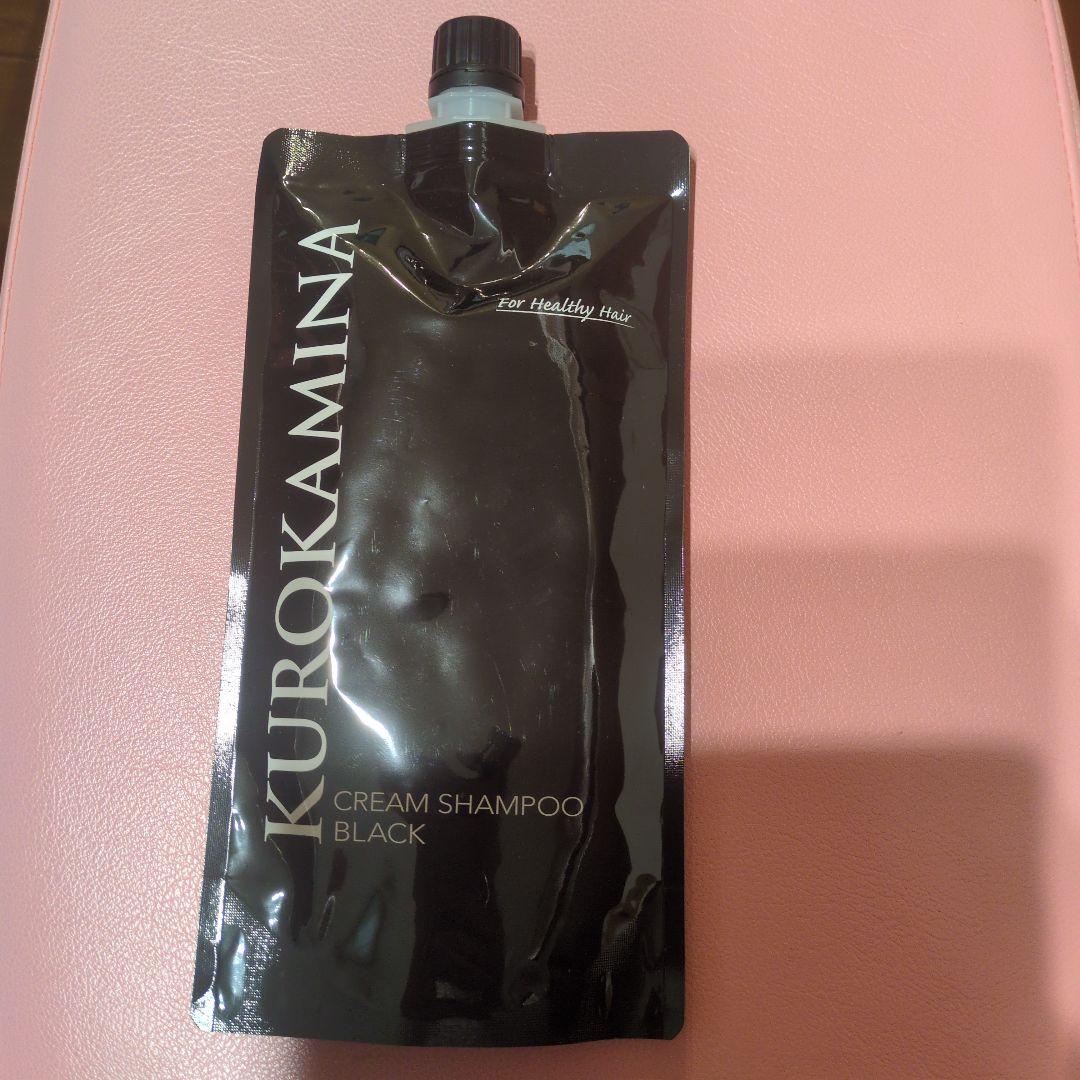 For Healthy Hair
KUROKAMINA
CREAM SHAMPOO
BLACK